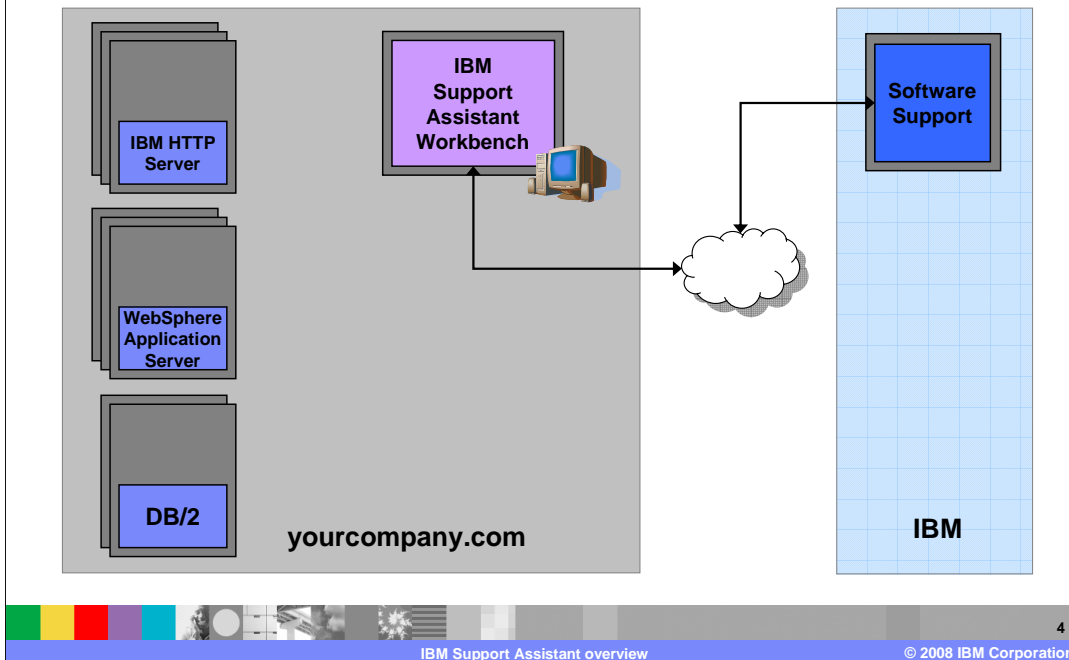 IBM
Support
Assistant
Workbench
Software
Support
IBM HTTP
Server
WebSphere
Application
Server
DB/2
yourcompany.com
IBM
4
IBM Support Assistant overview
© 2008 IBM Corporation